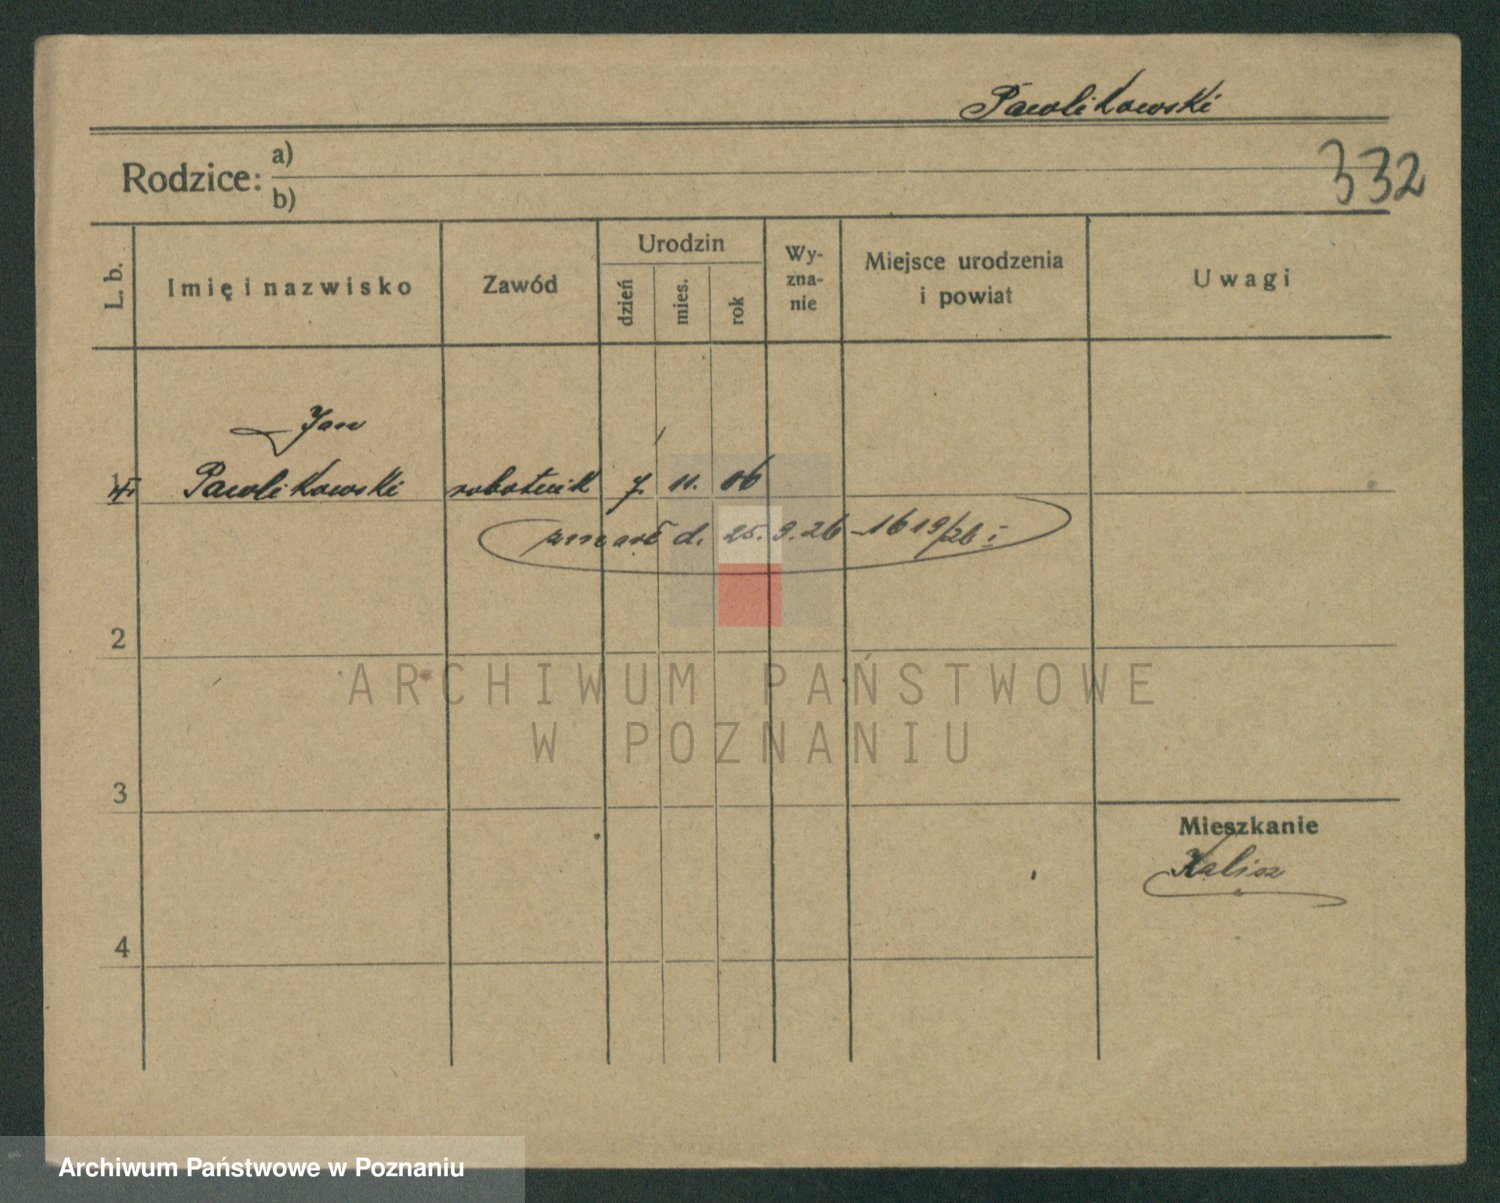 Pawlikowski
332
Rodzice: a)
b)
L. b.
Imię i nazwisko
Zawód
Urodzin
dzień
mies.
rok
Wy-
zna-
nie
Miejsce urodzenia
i powiat
Uwagi
Jan
1 Pawlikowski robotnik 7. 11. 06
zmarł d. 25. 9. 26 - 1619/26 I
2
ARCHIWUM PAŃSTWOWE
W POZNANIU
3
Mieszkanie
Kalisz
4
Archiwum Państwowe w Poznaniu